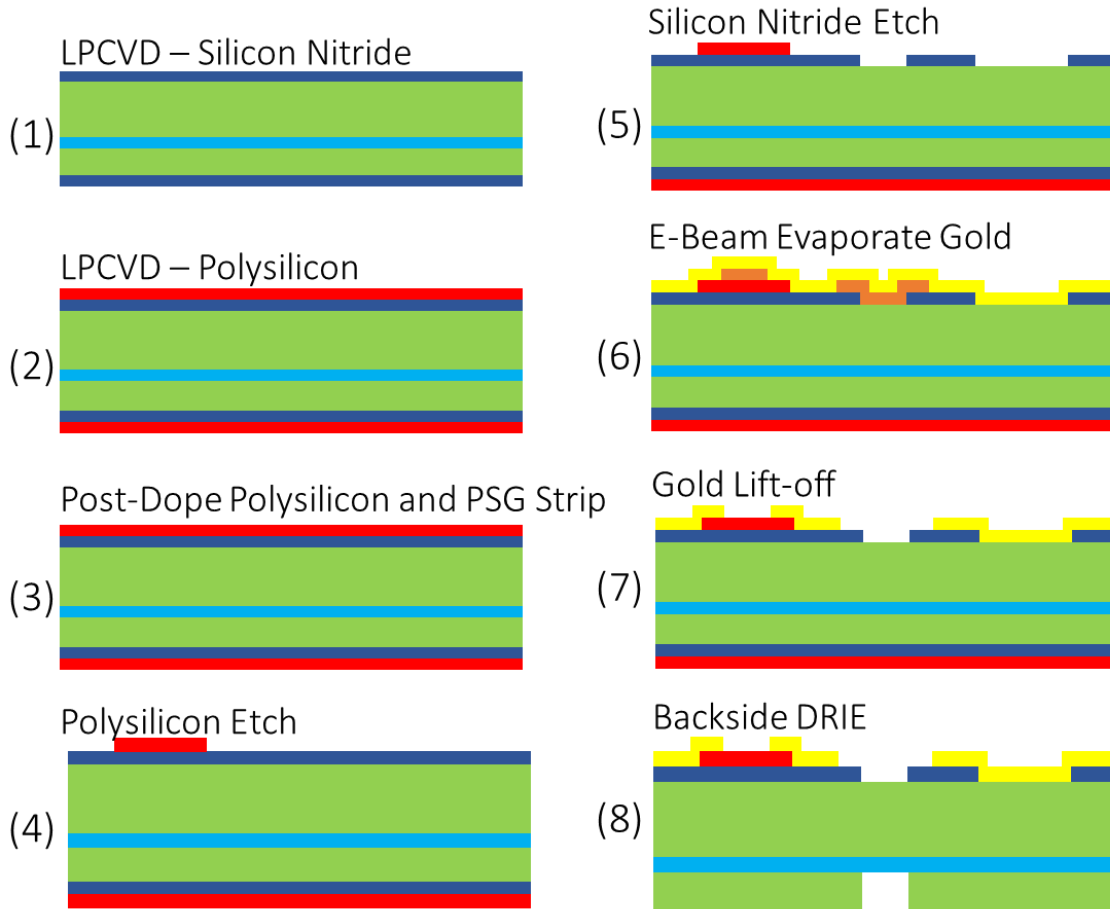 LPCVD – Silicon Nitride
(1)
LPCVD – Polysilicon
(2)
Post-Dope Polysilicon and PSG Strip
(3)
Polysilicon Etch
(4)
Silicon Nitride Etch
(5)
E-Beam Evaporate Gold
(6)
Gold Lift-off
(7)
Backside DRIE
(8)